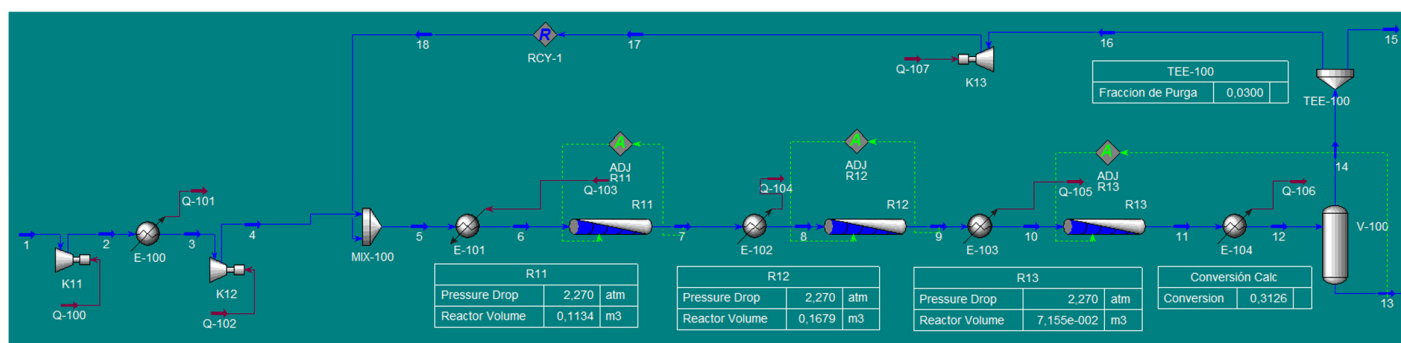 18
RCY-1
17
Q-107
K13
16
15
TEE-100
TEE-100
Fraccion de Purga 0,0300
14
ADJ
R11
Q-103
R11
ADJ
R12
Q-104
R12
ADJ
R13
Q-105
R13
Q-106
V-100
Q-101
1
2
E-100
3
4
MIX-100
5
E-101
6
7
E-102
8
9
E-103
10
11
E-104
12
13
K11
Q-100
K12
Q-102
R11
Pressure Drop 2,270 atm
Reactor Volume 0,1134 m3
R12
Pressure Drop 2,270 atm
Reactor Volume 0,1679 m3
R13
Pressure Drop 2,270 atm
Reactor Volume 7,155e-002 m3
Conversión Calc
Conversion 0,3126
R
A
A
A